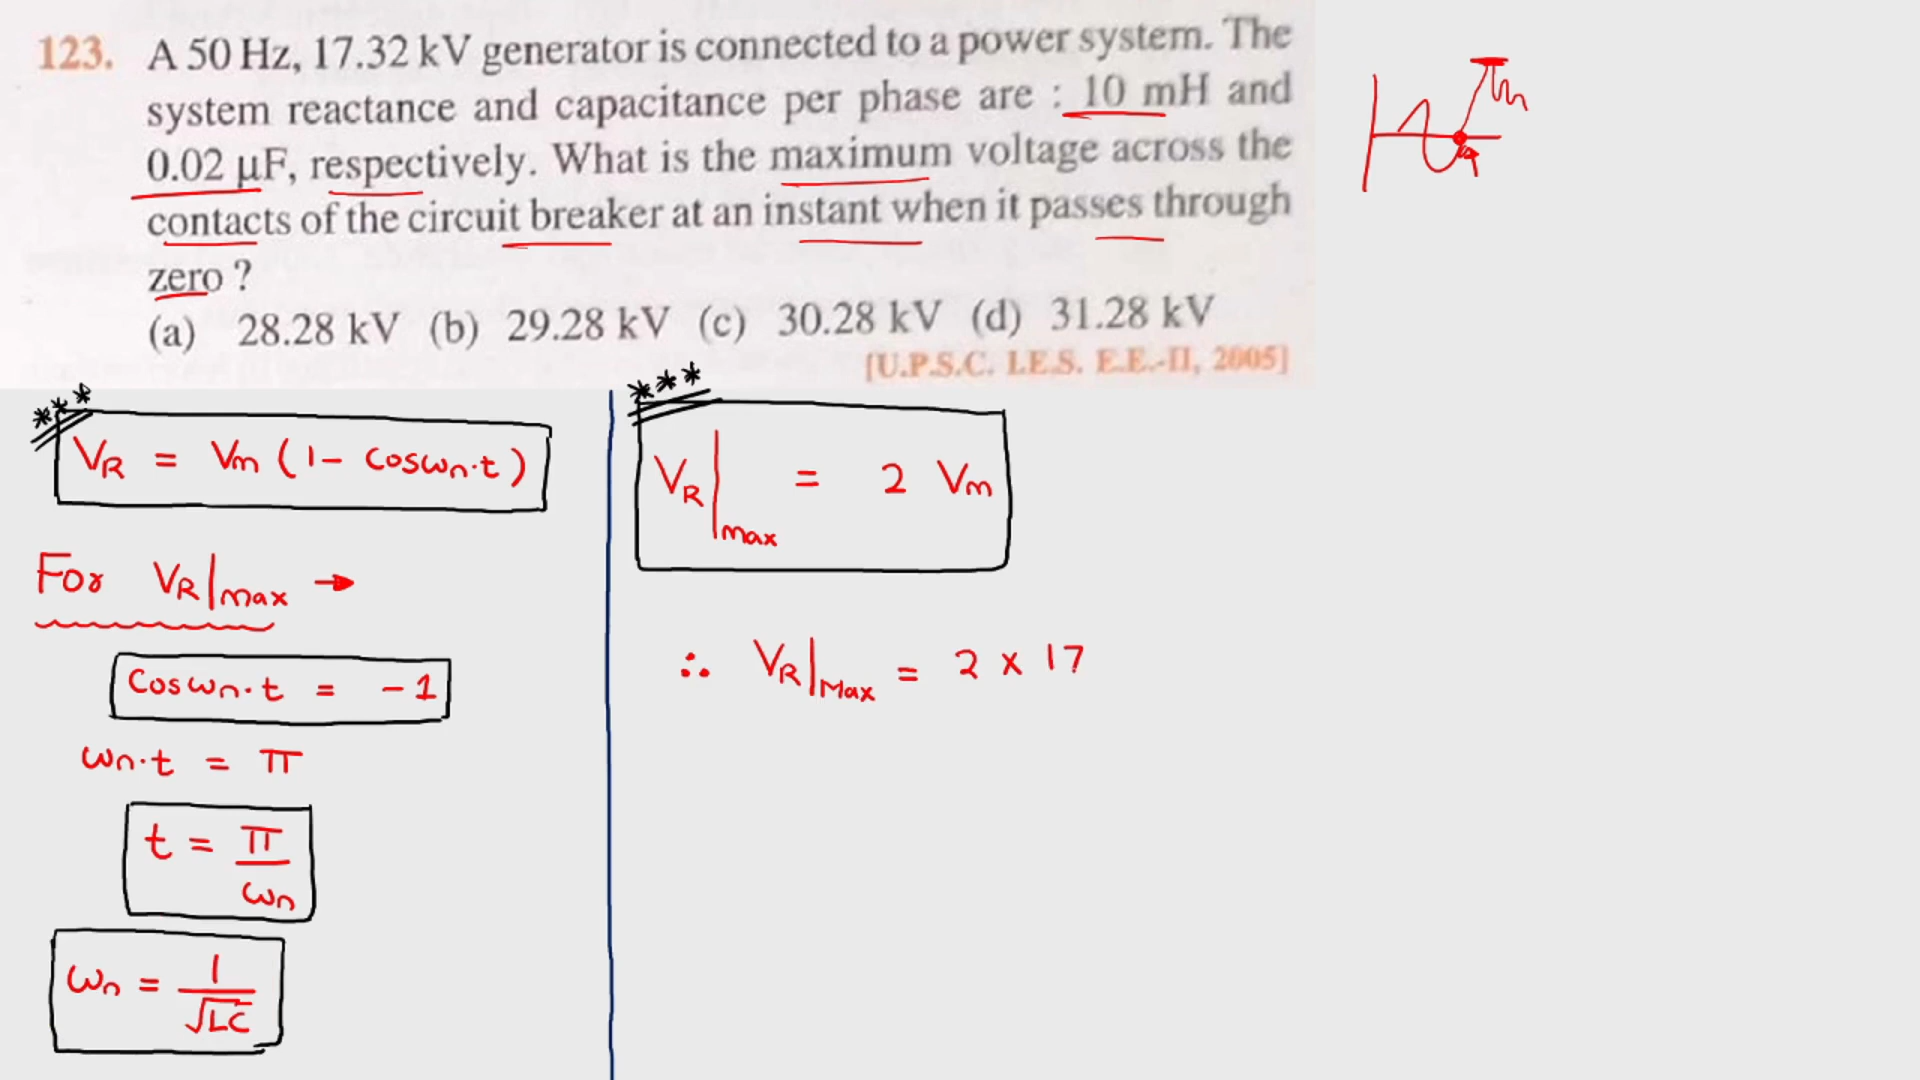 123. A 50 Hz, 17.32 kV generator is connected to a power system. The
system reactance and capacitance per phase are : 10 mH and
0.02 μF, respectively. What is the maximum voltage across the
contacts of the circuit breaker at an instant when it passes through
zero ?
(a) 28.28 kV (b) 29.28 kV (c) 30.28 kV (d) 31.28 kV
[U.P.S.C. I.E.S. E.E.-II, 2005]
***
VR = Vm (1 - cosωn·t)
For VR|max →
Cosωn·t = -1
ωn·t = π
t = π/ωn
ωn = 1/√LC
***
VR|max = 2 Vm
∴ VR|Max = 2 × 17